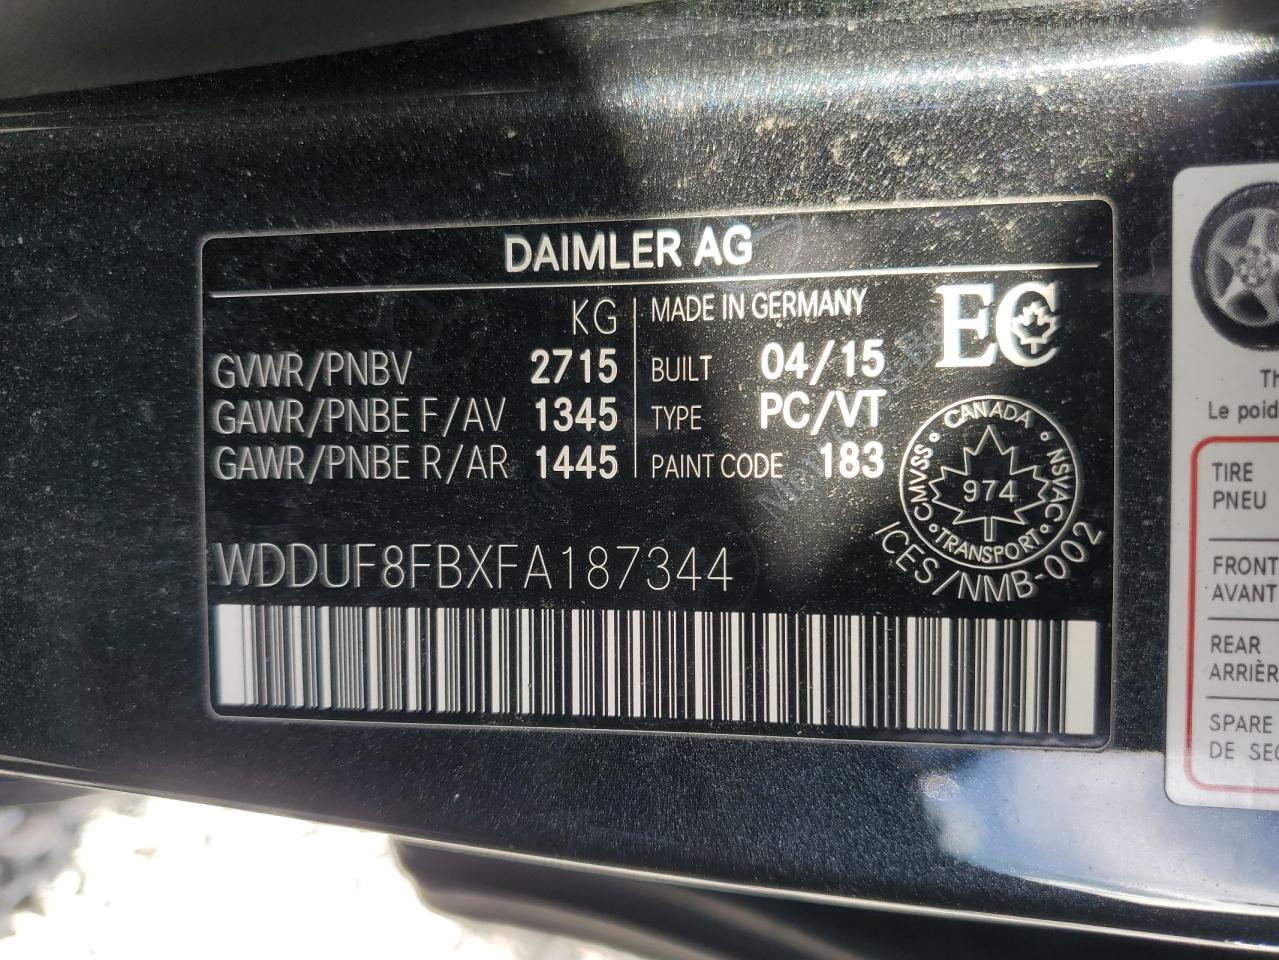 DAIMLER AG
KG
GVWR/PNBV 2715
GAWR/PNBE F/AV 1345
GAWR/PNBE R/AR 1445
MADE IN GERMANY
BUILT 04/15
TYPE PC/VT
PAINT CODE 183
EC
CANADA
CMVSS NSVAC
974
TRANSPORT
ICES/NMB-002
WDDUF8FBXFA187344
Th
Le poid
TIRE
PNEU
FRONT
AVANT
REAR
ARRIÈR
SPARE
DE SEC